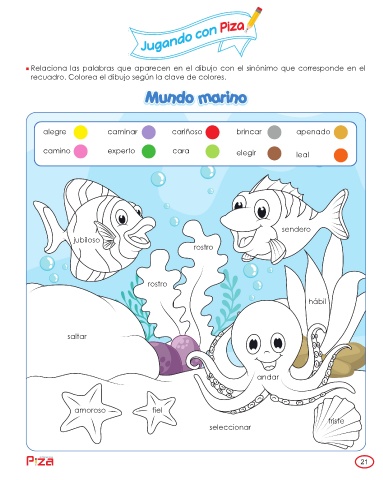 Jugando con Piza
Relaciona las palabras que aparecen en el dibujo con el sinónimo que corresponde en el
recuadro. Colorea el dibujo según la clave de colores.
Mundo marino
alegre caminar cariñoso brincar apenado
camino experto cara elegir leal
jubiloso
sendero
rostro
rostro
hábil
saltar
andar
amoroso
fiel
triste
seleccionar
Piza
21